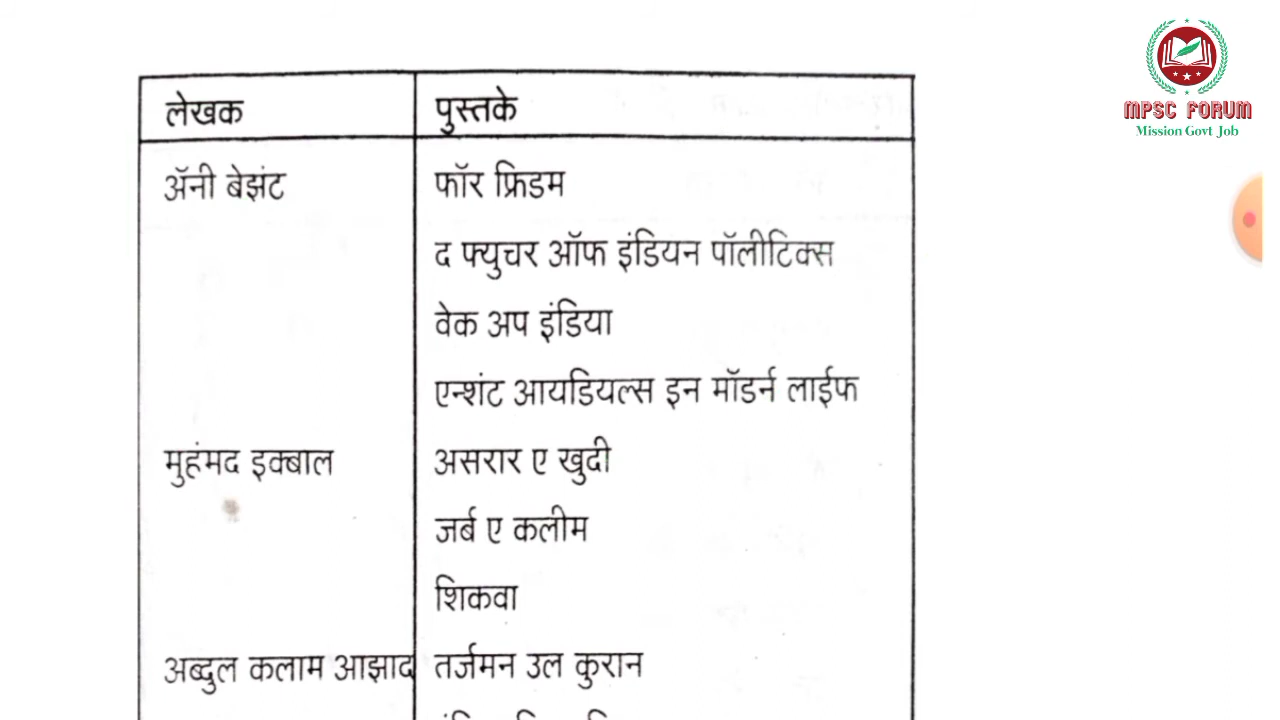 लेखक पुस्तके
ॲनी बेझंट फॉर फ्रिडम
द फ्युचर ऑफ इंडियन पॉलीटिक्स
वेक अप इंडिया
एन्शंट आयडियल्स इन मॉडर्न लाईफ
मुहंमद इक्बाल असरार ए खुदी
जर्ब ए कलीम
शिकवा
अब्दुल कलाम आझाद तर्जमन उल कुरान
MPSC FORUM
Mission Govt Job